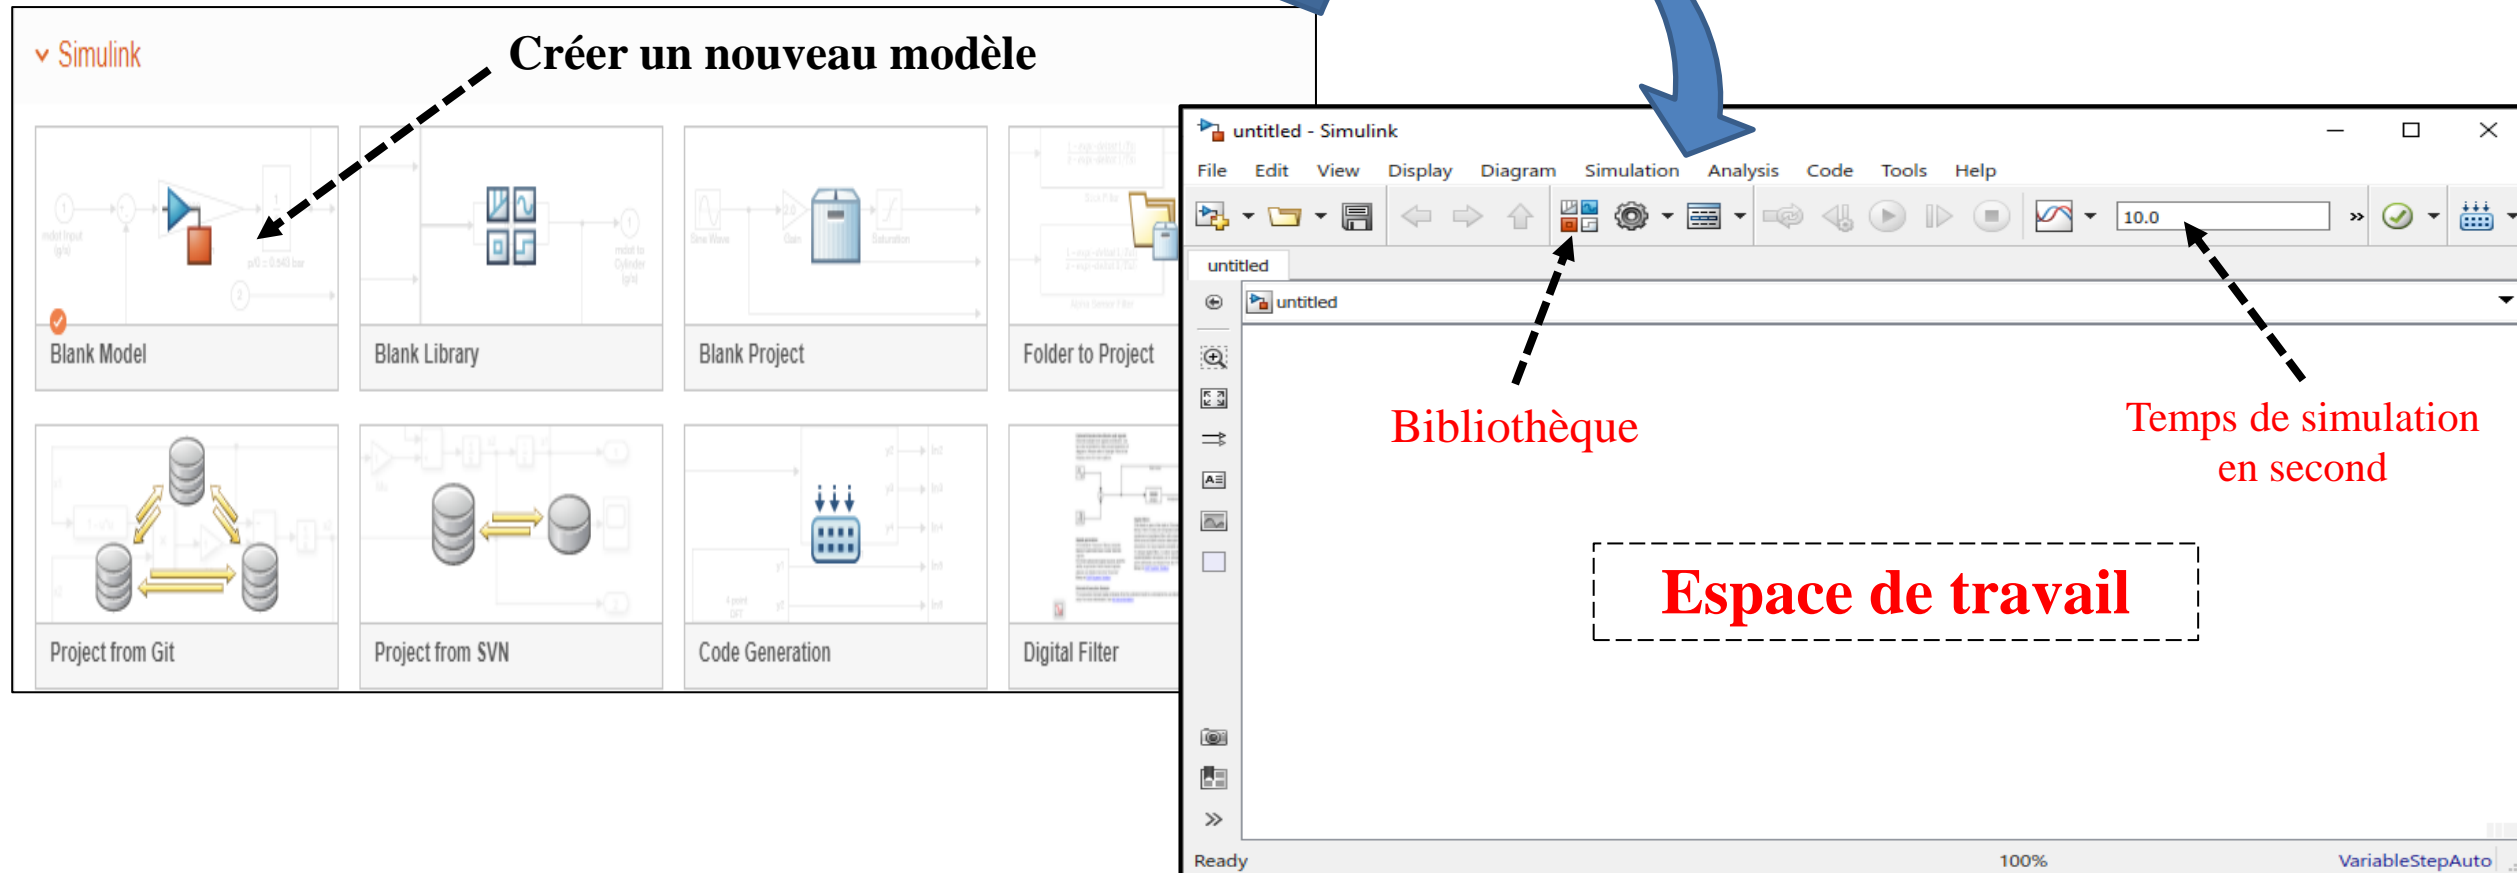 Simulink
Créer un nouveau modèle
Blank Model
Blank Library
Blank Project
Folder to Project
Project from Git
Project from SVN
Code Generation
Digital Filter
untitled - Simulink
File Edit View Display Diagram Simulation Analysis Code Tools Help
10.0
untitled
untitled
Bibliothèque
Temps de simulation
en second
Espace de travail
Ready 100% VariableStepAuto